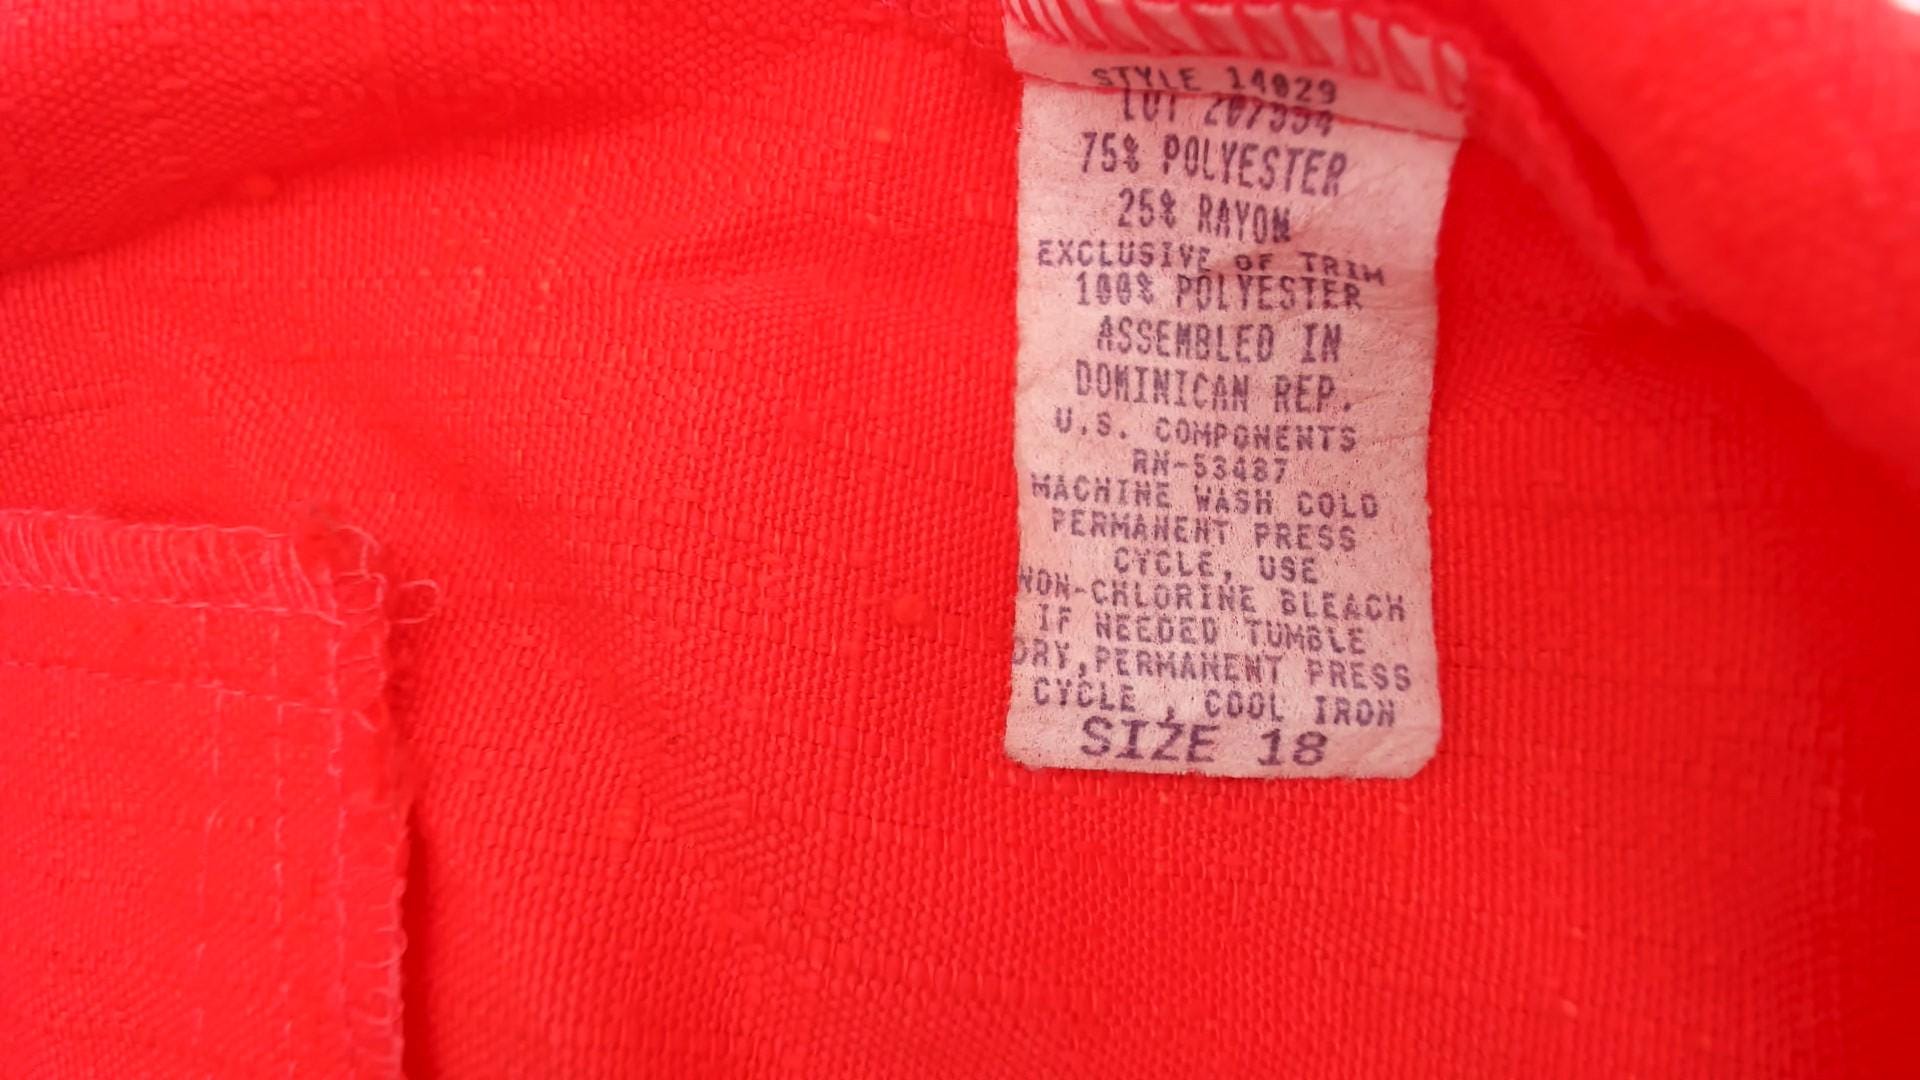 STYLE 14029
LOT 207554
75% POLYESTER
25% RAYON
EXCLUSIVE OF TRIM
100% POLYESTER
ASSEMBLED IN
DOMINICAN REP.
U.S. COMPONENTS
RN-53487
MACHINE WASH COLD
PERMANENT PRESS
CYCLE, USE
NON-CHLORINE BLEACH
IF NEEDED TUMBLE
DRY,PERMANENT PRESS
CYCLE , COOL IRON
SIZE 18